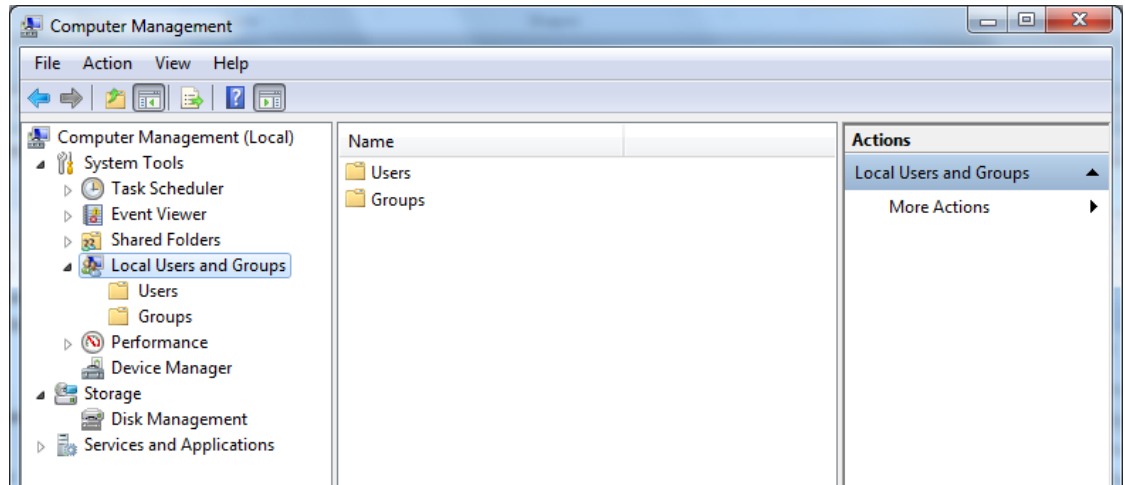 Computer Management
File Action View Help
Computer Management (Local)
System Tools
Task Scheduler
Event Viewer
Shared Folders
Local Users and Groups
Users
Groups
Performance
Device Manager
Storage
Disk Management
Services and Applications
Name
Users
Groups
Actions
Local Users and Groups
More Actions